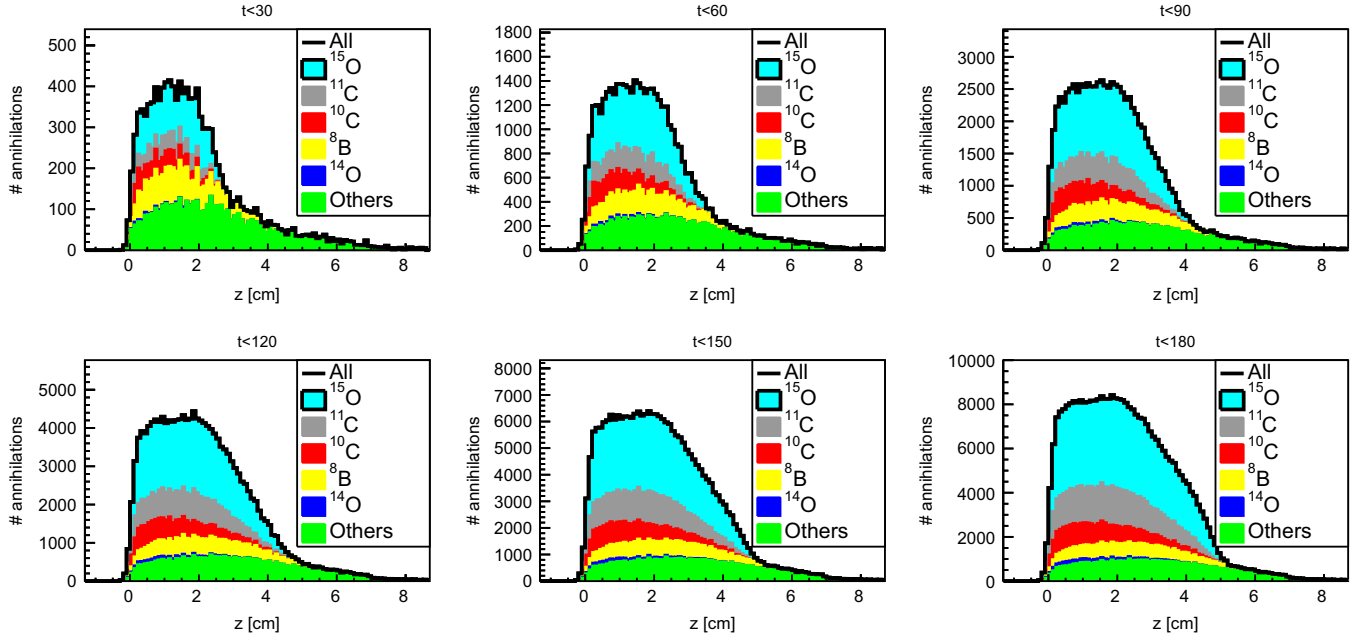 t<30
500
400
300
200
100
0
# annihilations
0 2 4 6 8
z [cm]
All
¹⁵O
¹¹C
¹⁰C
⁸B
¹⁴O
Others
t<60
1800
1600
1400
1200
1000
800
600
400
200
0
# annihilations
0 2 4 6 8
z [cm]
All
¹⁵O
¹¹C
¹⁰C
⁸B
¹⁴O
Others
t<90
3000
2500
2000
1500
1000
500
0
# annihilations
0 2 4 6 8
z [cm]
All
¹⁵O
¹¹C
¹⁰C
⁸B
¹⁴O
Others
t<120
5000
4000
3000
2000
1000
0
# annihilations
0 2 4 6 8
z [cm]
All
¹⁵O
¹¹C
¹⁰C
⁸B
¹⁴O
Others
t<150
8000
7000
6000
5000
4000
3000
2000
1000
0
# annihilations
0 2 4 6 8
z [cm]
All
¹⁵O
¹¹C
¹⁰C
⁸B
¹⁴O
Others
t<180
10000
8000
6000
4000
2000
0
# annihilations
0 2 4 6 8
z [cm]
All
¹⁵O
¹¹C
¹⁰C
⁸B
¹⁴O
Others